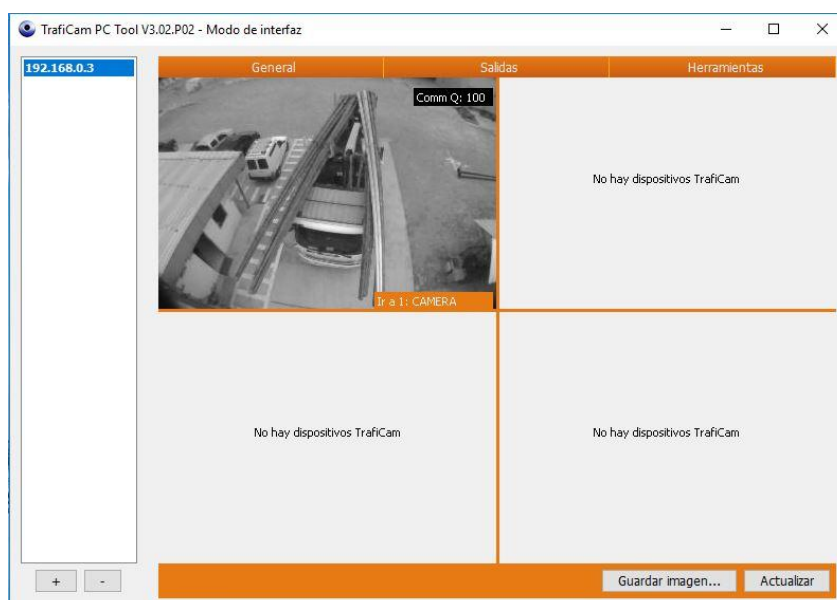 TrafiCam PC Tool V3.02.P02 - Modo de interfaz
192.168.0.3
General
Salidas
Herramientas
Comm Q: 100
No hay dispositivos TrafiCam
Ir a 1: CAMERA
No hay dispositivos TrafiCam
No hay dispositivos TrafiCam
+
-
Guardar imagen...
Actualizar